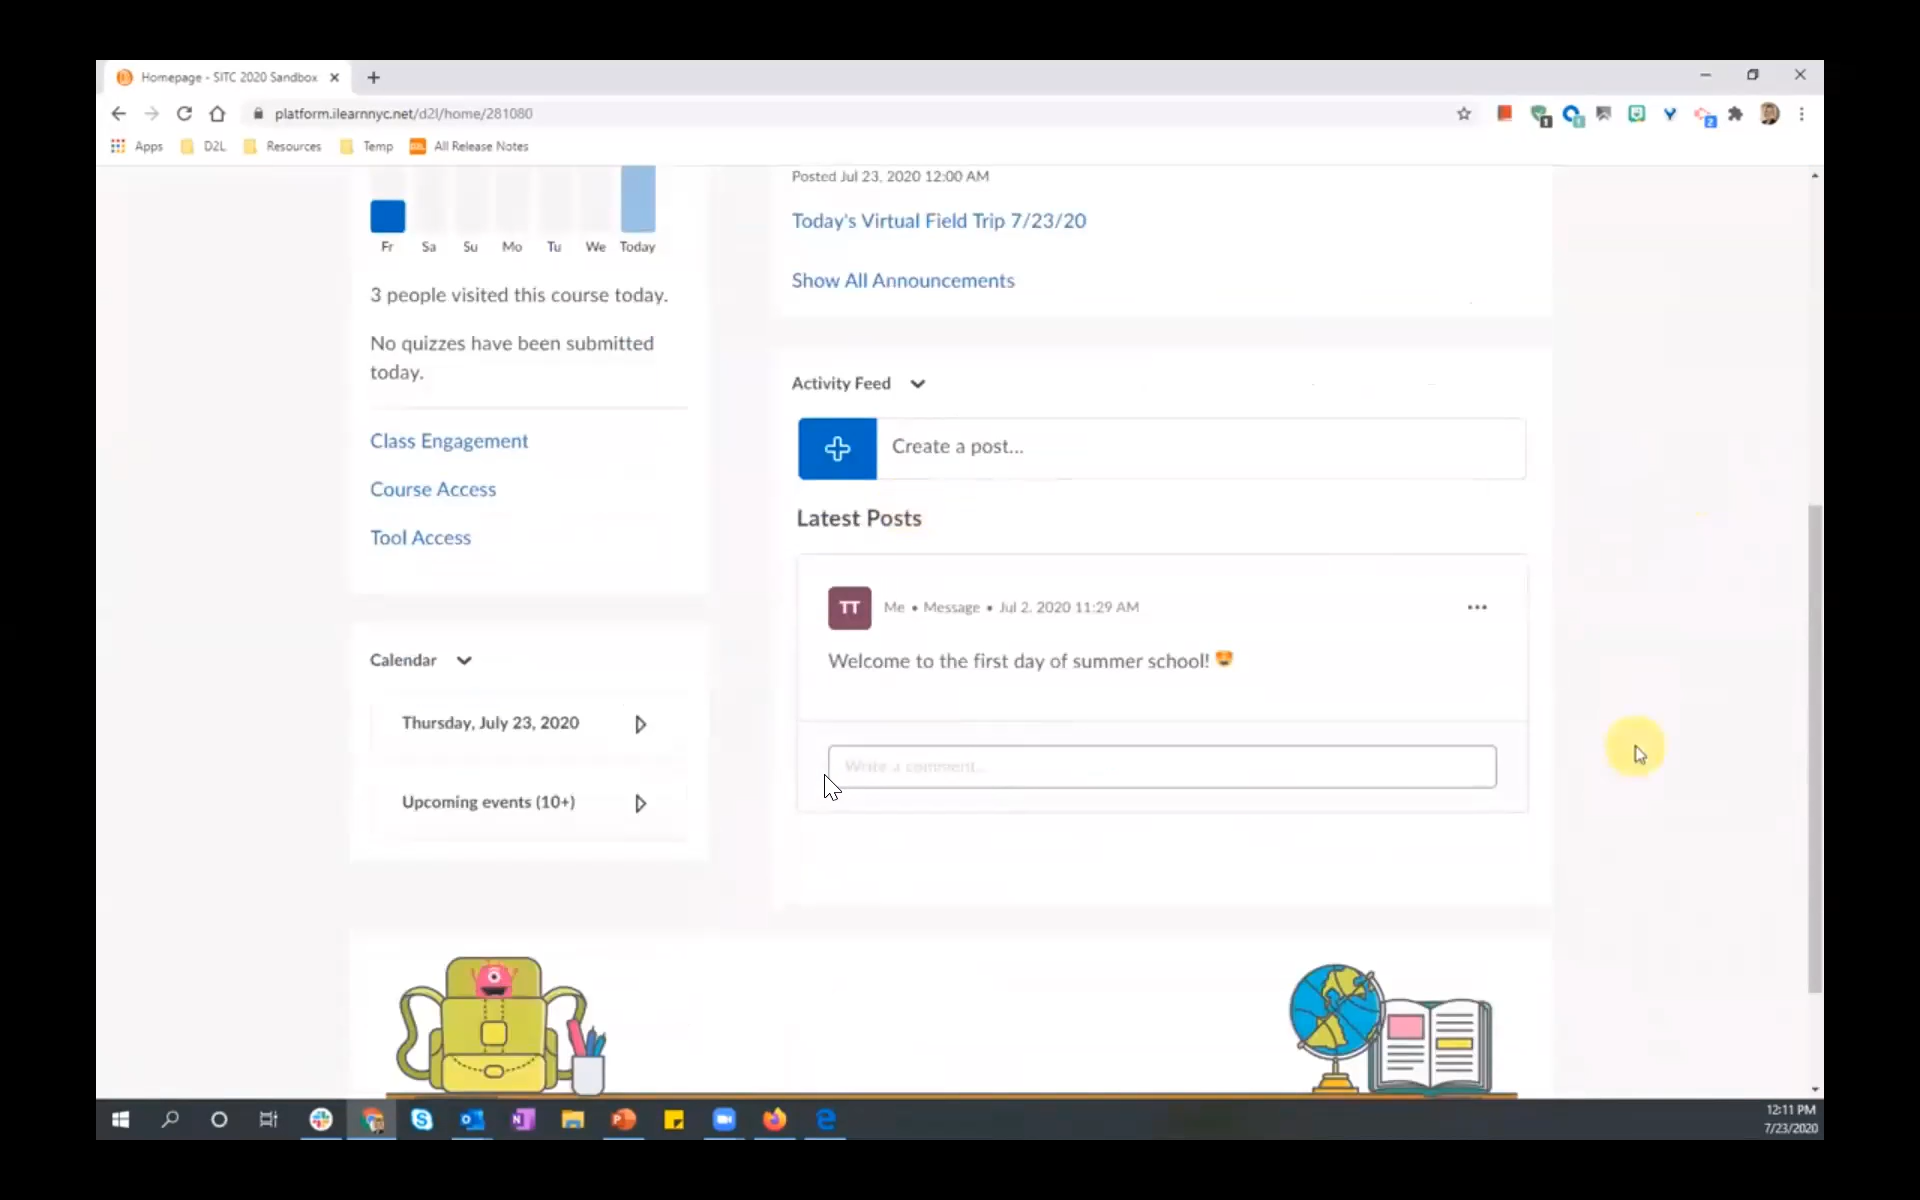 Homepage - SITC 2020 Sandbox
platform.ilearnnyc.net/d2l/home/281080
Apps
D2L
Resources
Temp
All Release Notes
Fr Sa Su Mo Tu We Today
3 people visited this course today.
No quizzes have been submitted
today.
Class Engagement
Course Access
Tool Access
Calendar
Thursday, July 23, 2020
Upcoming events (10+)
Posted Jul 23, 2020 12:00 AM
Today's Virtual Field Trip 7/23/20
Show All Announcements
Activity Feed
Create a post...
Latest Posts
TT
Me • Message • Jul 2, 2020 11:29 AM
Welcome to the first day of summer school! 😍
Write a comment...
12:11 PM
7/23/2020